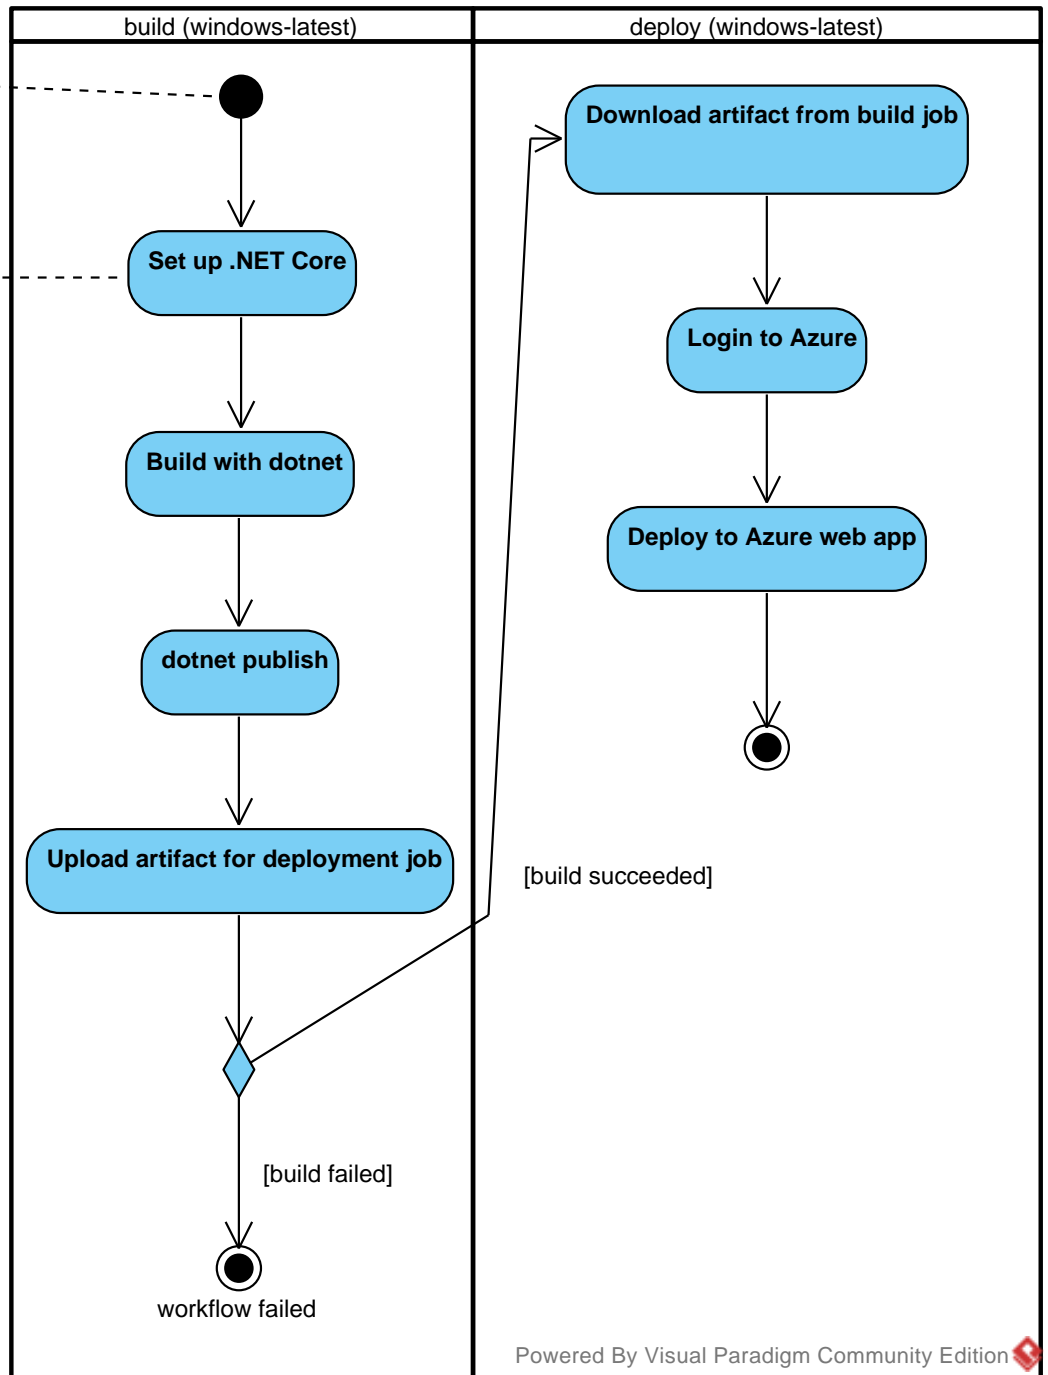 build (windows-latest)
deploy (windows-latest)
Set up .NET Core
Build with dotnet
dotnet publish
Upload artifact for deployment job
[build failed]
workflow failed
[build succeeded]
Download artifact from build job
Login to Azure
Deploy to Azure web app
Powered By Visual Paradigm Community Edition